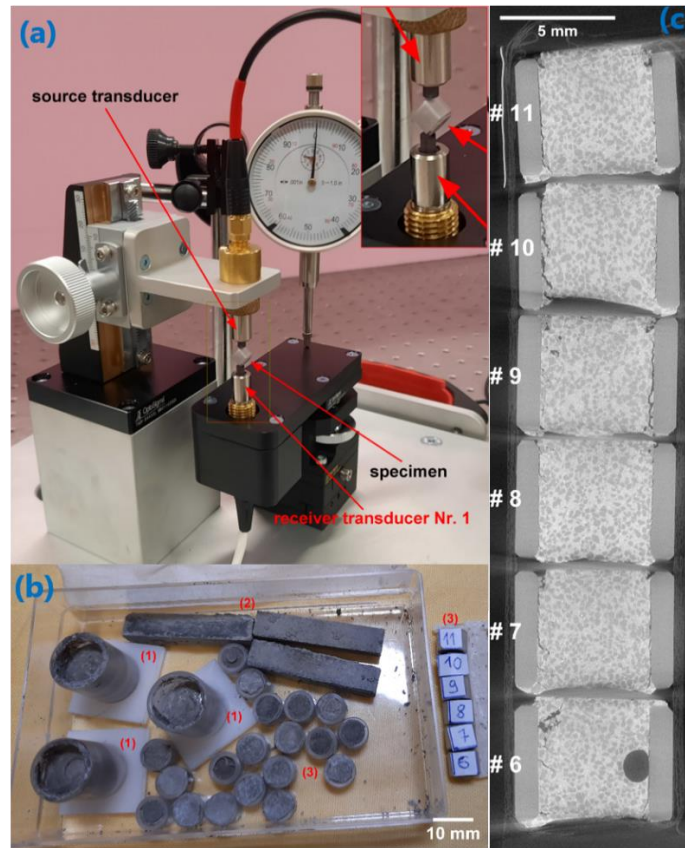 (a)
source transducer
specimen
receiver transducer Nr. 1
(b)
(1)
(1)
(1)
(2)
(3)
(3)
11
10
9
8
7
6
10 mm
(c
5 mm
# 11
# 10
# 9
# 8
# 7
# 6